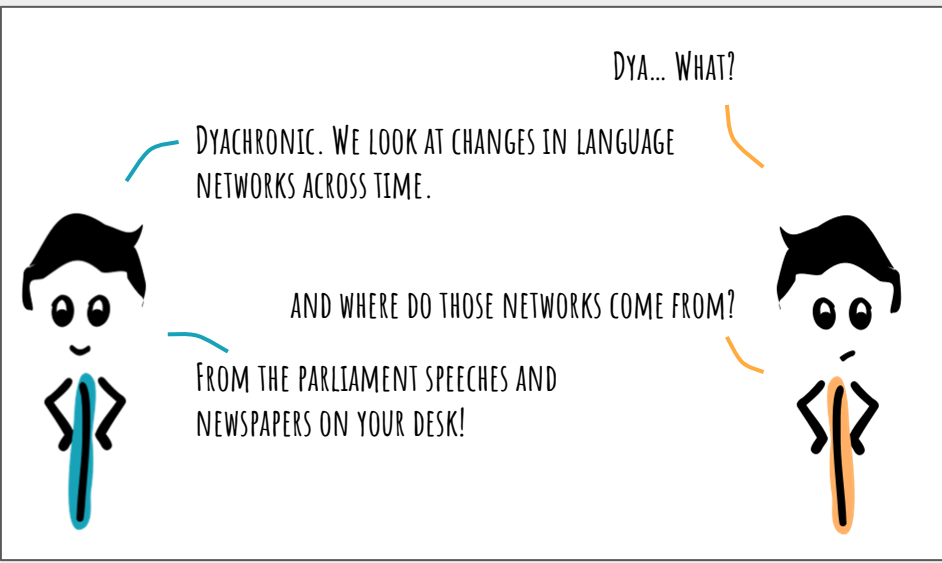 Dya... What?
Dyachronic. We look at changes in language
networks across time.
and where do those networks come from?
From the parliament speeches and
newspapers on your desk!